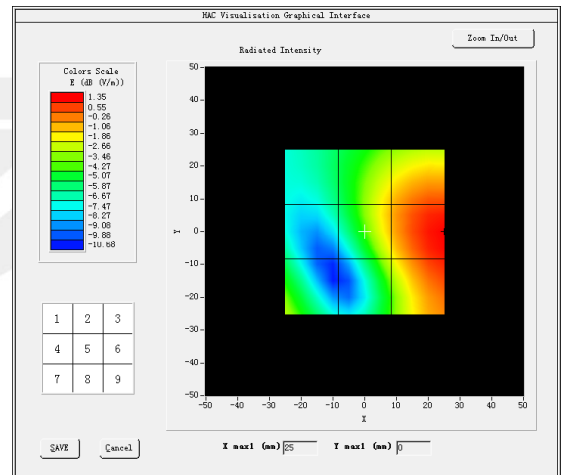 HAC Visualisation Graphical Interface
Zoom In/Out
Radiated Intensity
Colors Scale
E (dB (V/m))
1.35
0.55
-0.26
-1.06
-1.86
-2.66
-3.46
-4.27
-5.07
-5.87
-6.67
-7.47
-8.27
-9.08
-9.88
-10.68
50
40
30
20
10
0
-10
-20
-30
-40
-50
Y
-50 -40 -30 -20 -10 0 10 20 30 40 50
X
1 2 3
4 5 6
7 8 9
SAVE Cancel
X max1 (mm) 25 Y max1 (mm) 0